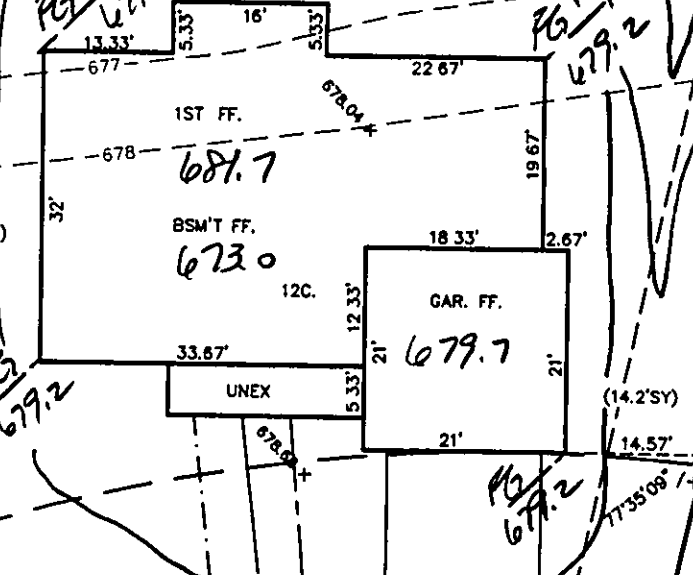 FG
13.33'
5.33'
16'
5.33'
22 67'
FG
679.2
677
678.04
1ST FF.
678
681.7
19 67'
32'
BSM'T FF.
673.0
18 33'
2.67'
12C.
12 33'
GAR. FF.
679.7
33.67'
21'
21'
UNEX
5 33'
679.2
(14.2'SY)
21'
14.57'
FG
679.2
77°35'09"